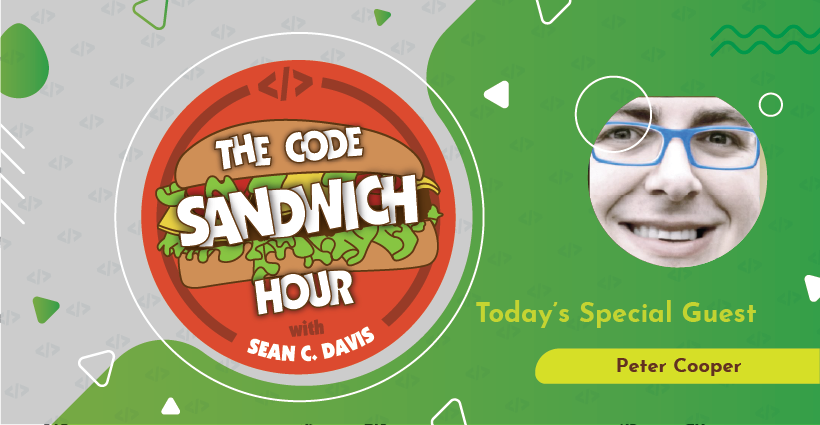 </>
THE CODE
SANDWICH
HOUR
with
SEAN C. DAVIS
Today's Special Guest
Peter Cooper